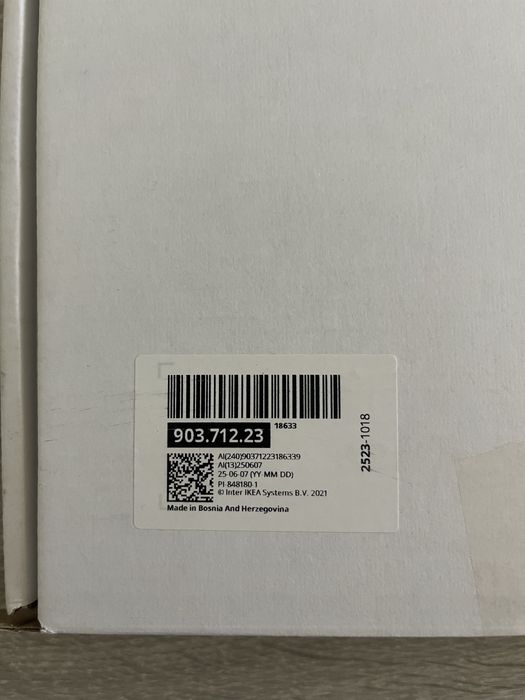 18633
903.712.23
AI(240)90371223186339
AI(13)250607
25-06-07 (YY-MM-DD)
PI-848180-1
© Inter IKEA Systems B.V. 2021
Made in Bosnia And Herzegovina
2523-1018